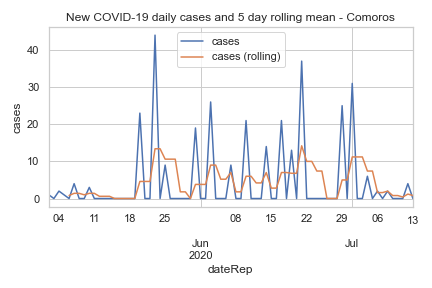 New COVID-19 daily cases and 5 day rolling mean - Comoros
cases
cases (rolling)
cases
40
30
20
10
0
04 11 18 25 08 15 22 29 06 13
Jun Jul
2020
dateRep